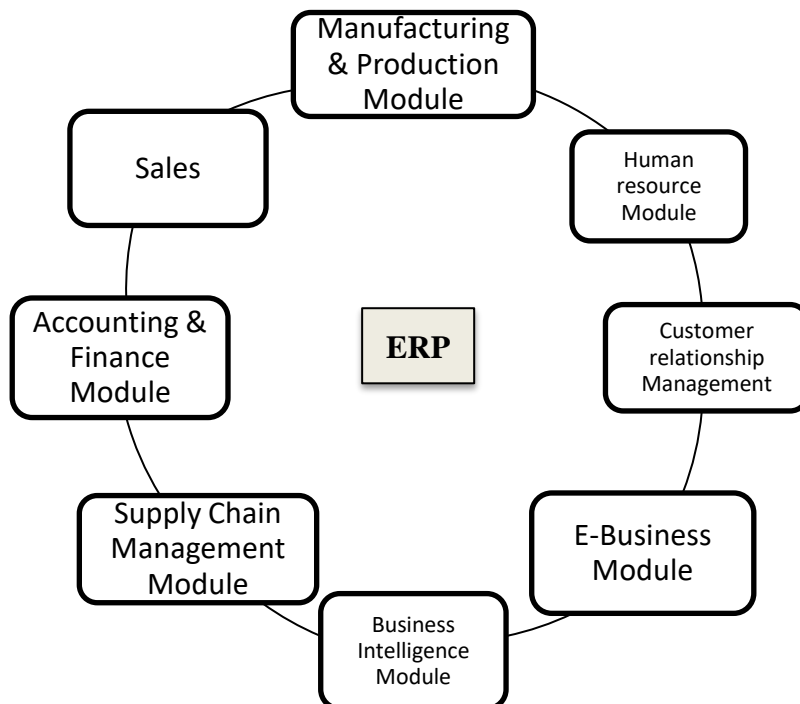 Manufacturing
& Production
Module
Sales
Human
resource
Module
Accounting &
Finance
Module
ERP
Customer
relationship
Management
Supply Chain
Management
Module
E-Business
Module
Business
Intelligence
Module